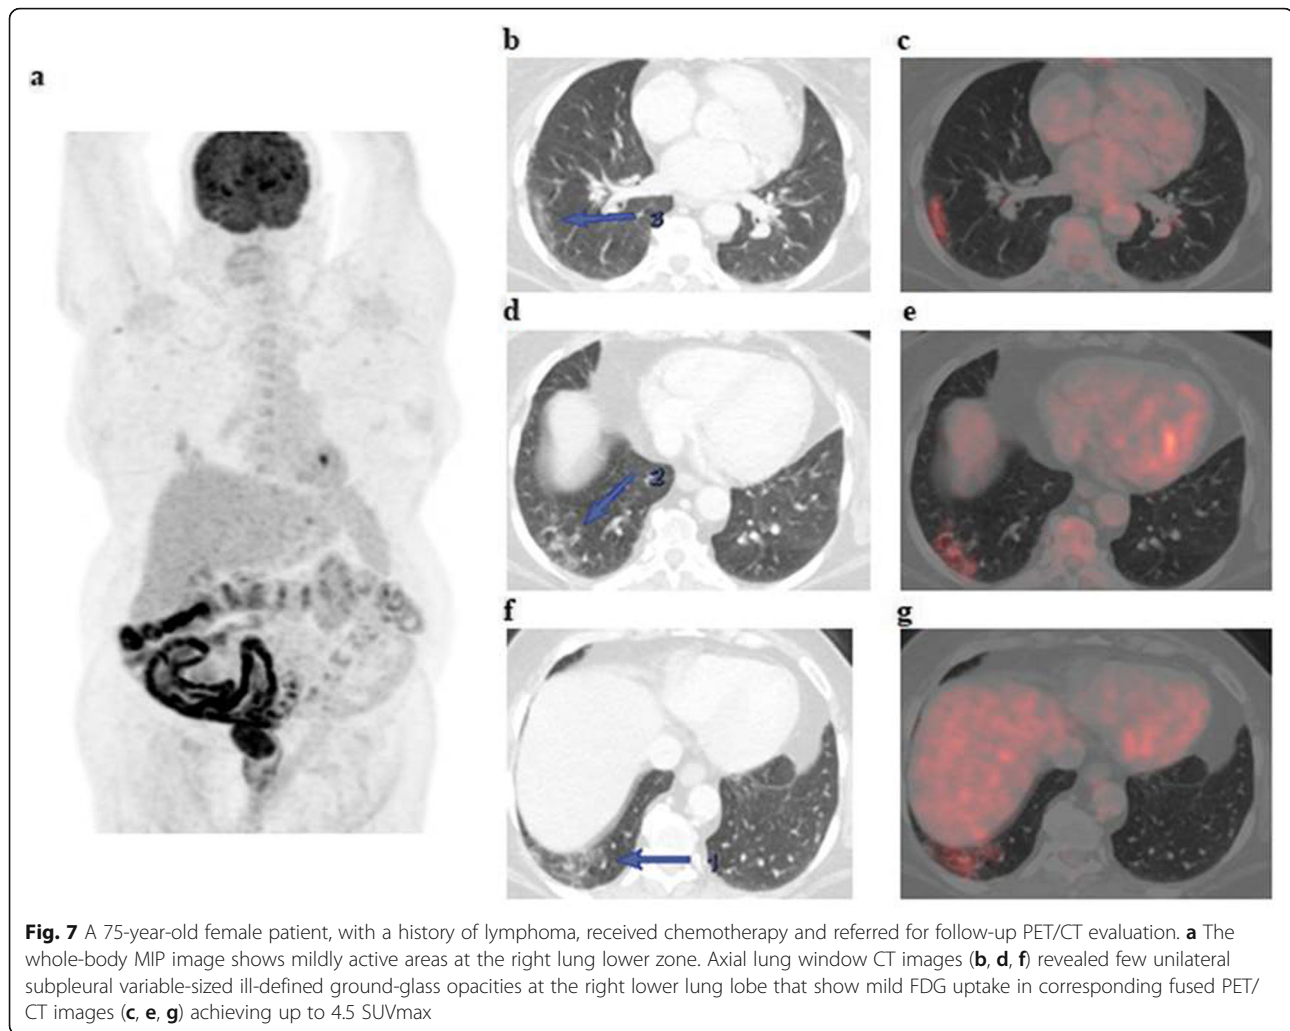 a
b
c
3
d
e
2
f
g
1
Fig. 7 A 75-year-old female patient, with a history of lymphoma, received chemotherapy and referred for follow-up PET/CT evaluation. a The
whole-body MIP image shows mildly active areas at the right lung lower zone. Axial lung window CT images (b, d, f) revealed few unilateral
subpleural variable-sized ill-defined ground-glass opacities at the right lower lung lobe that show mild FDG uptake in corresponding fused PET/
CT images (c, e, g) achieving up to 4.5 SUVmax